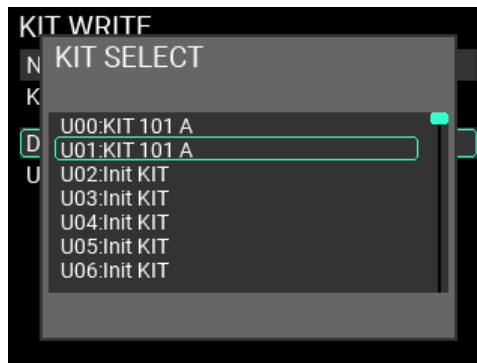 KIT WRITE
KIT SELECT
N
K
U00:KIT 101 A
D
U01:KIT 101 A
U
U02:Init KIT
U03:Init KIT
U04:Init KIT
U05:Init KIT
U06:Init KIT